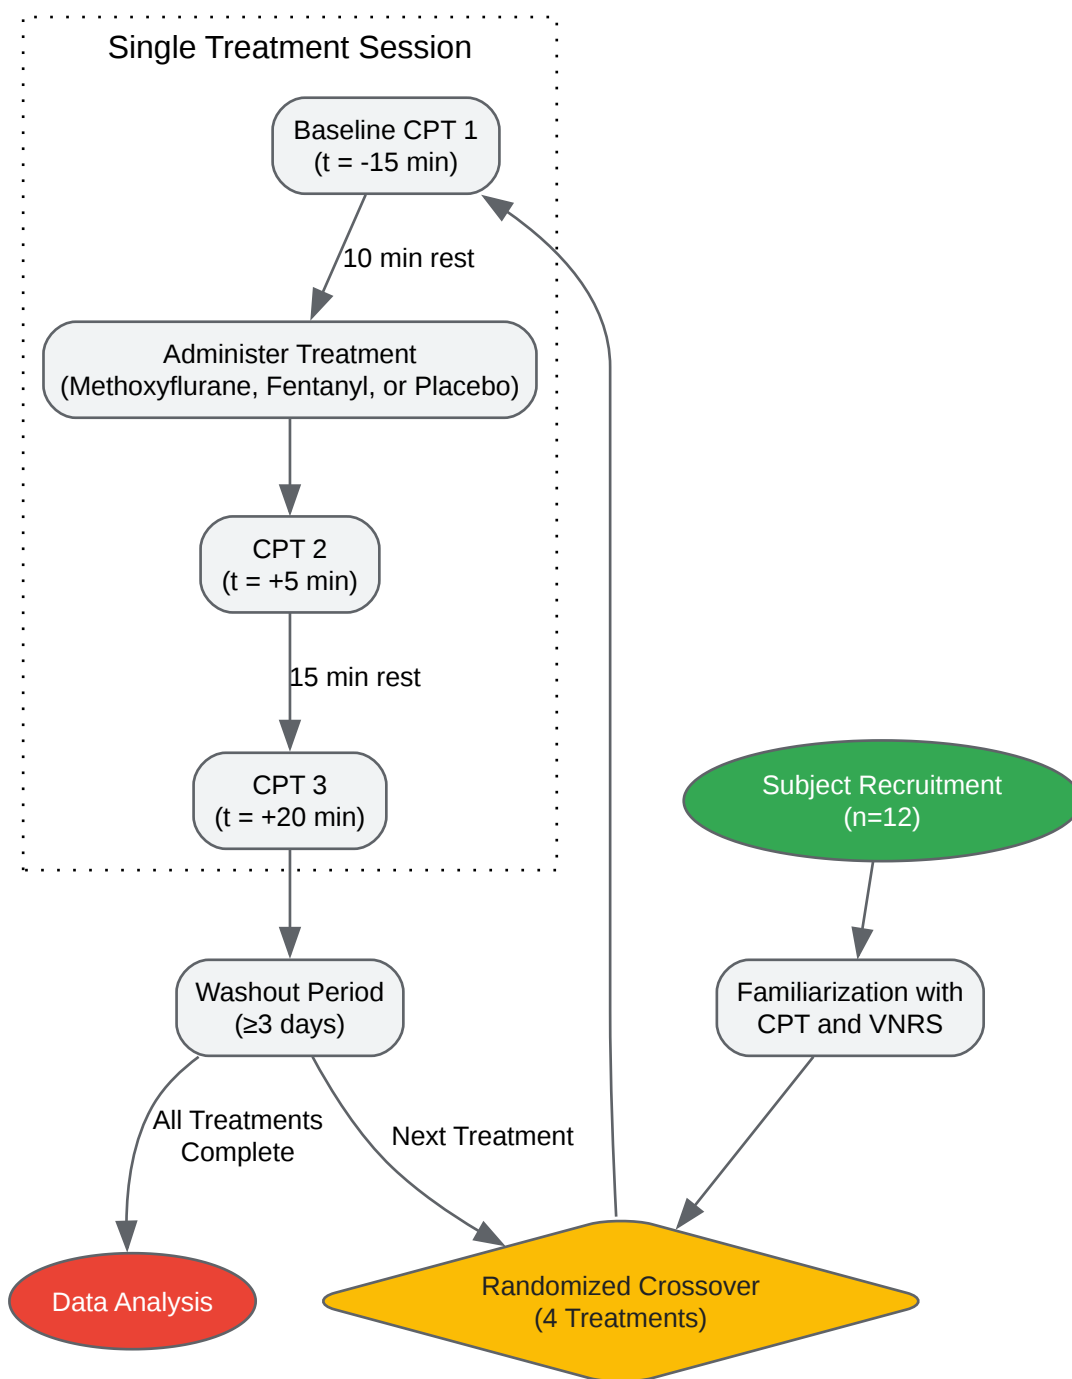 Single Treatment Session
Baseline CPT 1
(t = -15 min)
10 min rest
Administer Treatment
(Methoxyflurane, Fentanyl, or Placebo)
CPT 2
(t = +5 min)
15 min rest
CPT 3
(t = +20 min)
Subject Recruitment
(n=12)
Washout Period
(≥3 days)
Familiarization with
CPT and VNRS
All Treatments
Complete
Next Treatment
Data Analysis
Randomized Crossover
(4 Treatments)